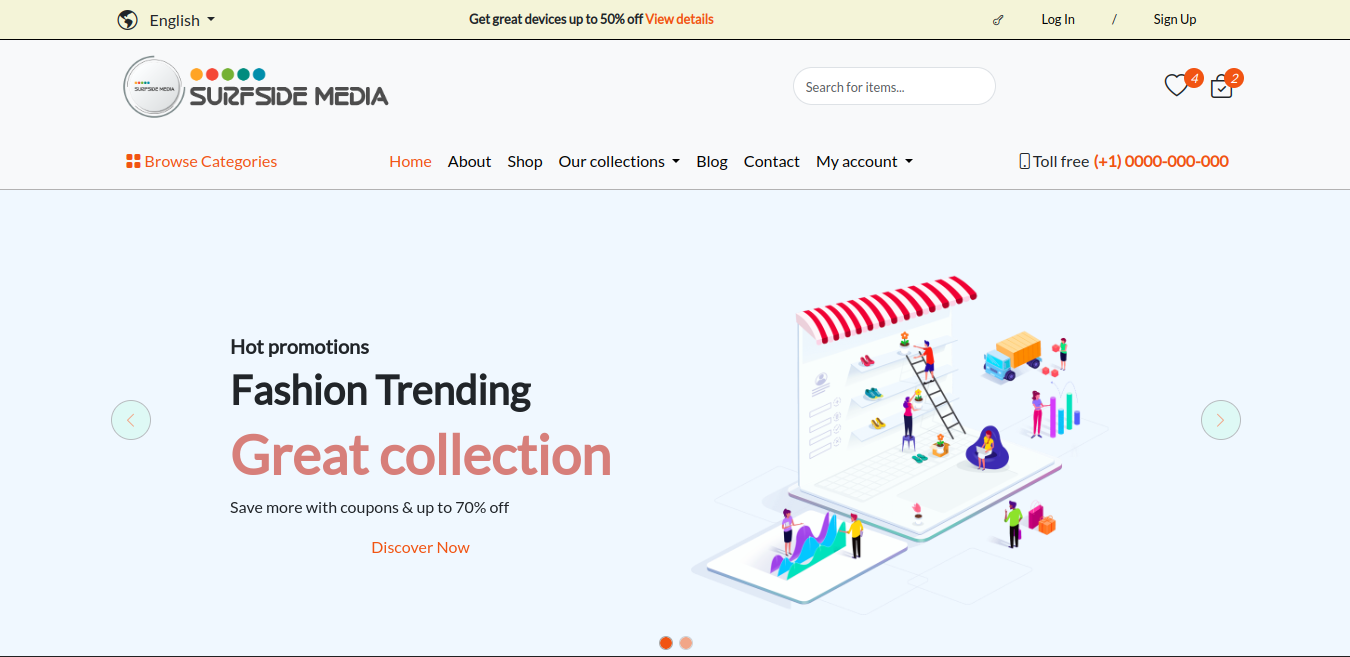 English
Get great devices up to 50% off View details
Log In / Sign Up
SURFSIDE MEDIA
SURFSIDE MEDIA
Search for items...
4
2
Browse Categories
Home About Shop Our collections Blog Contact My account
Toll free (+1) 0000-000-000
Hot promotions
Fashion Trending
Great collection
Save more with coupons & up to 70% off
Discover Now